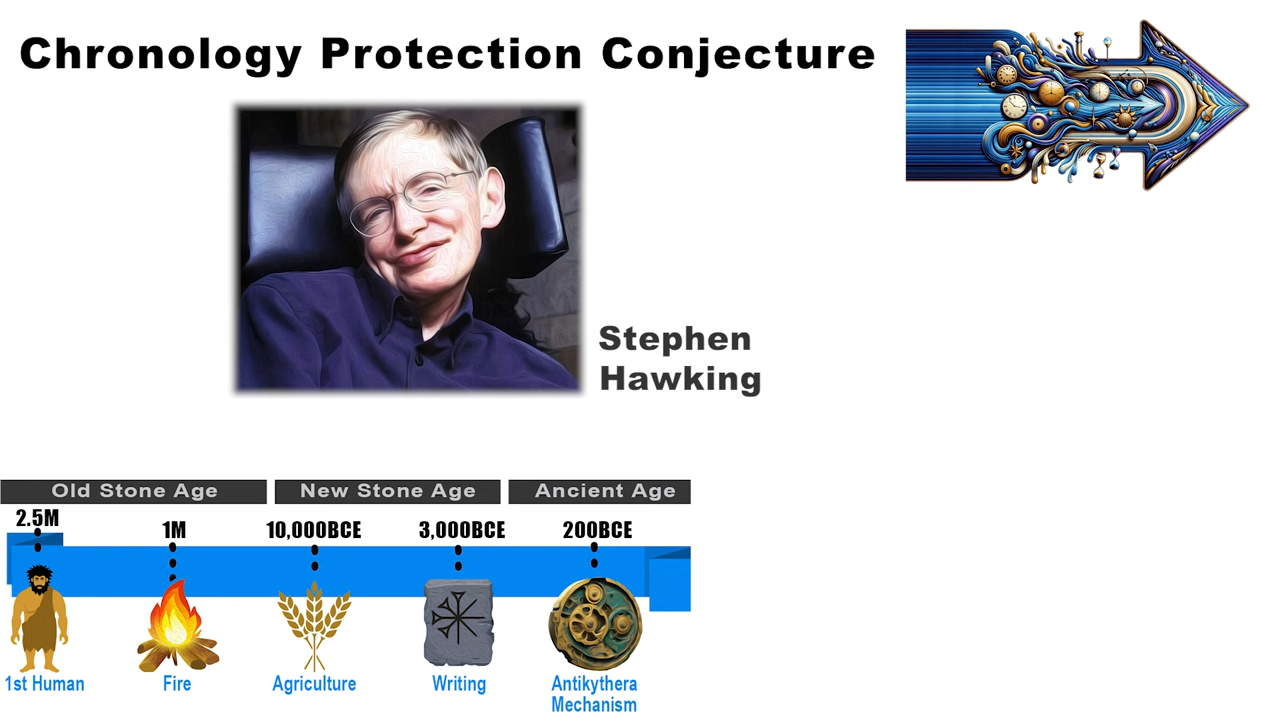 Chronology Protection Conjecture
Stephen
Hawking
Old Stone Age New Stone Age Ancient Age
2.5M 1M 10,000BCE 3,000BCE 200BCE
1st Human Fire Agriculture Writing Antikythera
Mechanism